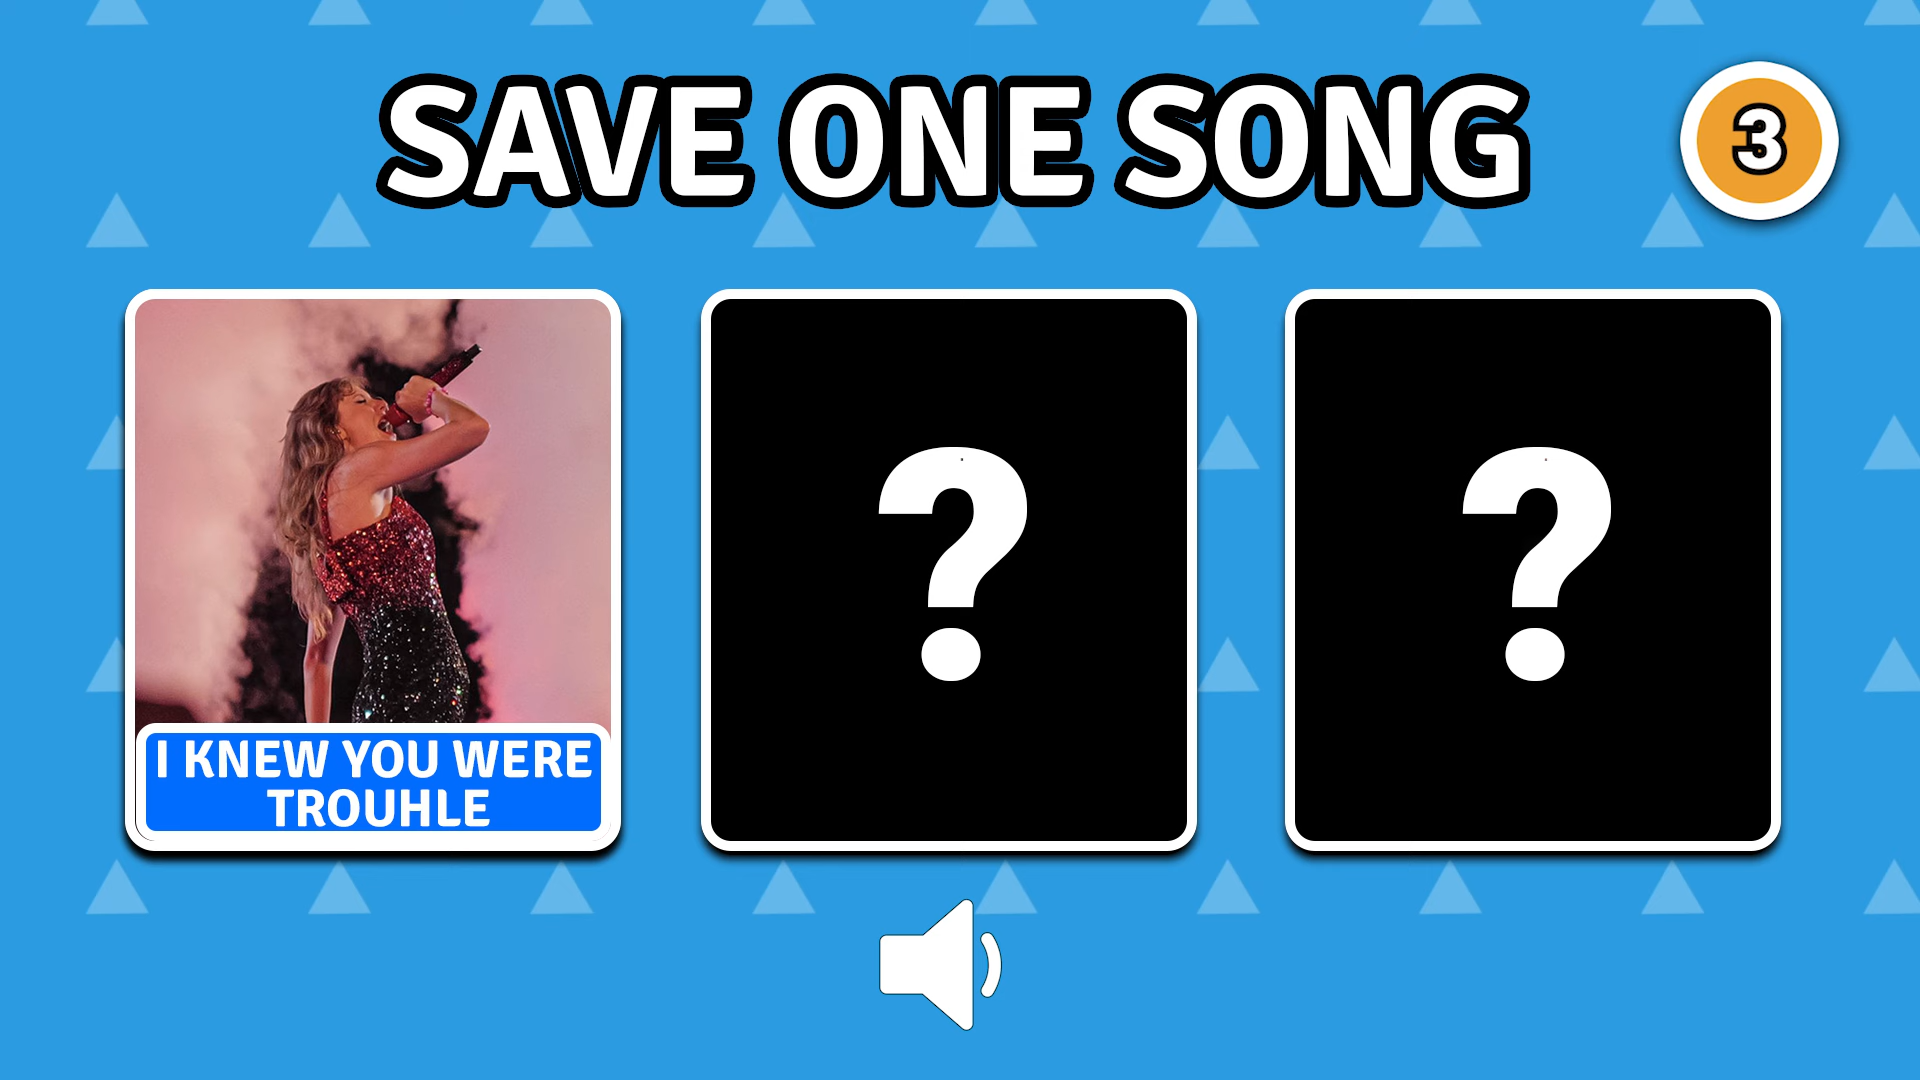 SAVE ONE SONG
3
I KNEW YOU WERE
TROUHLE
?
?